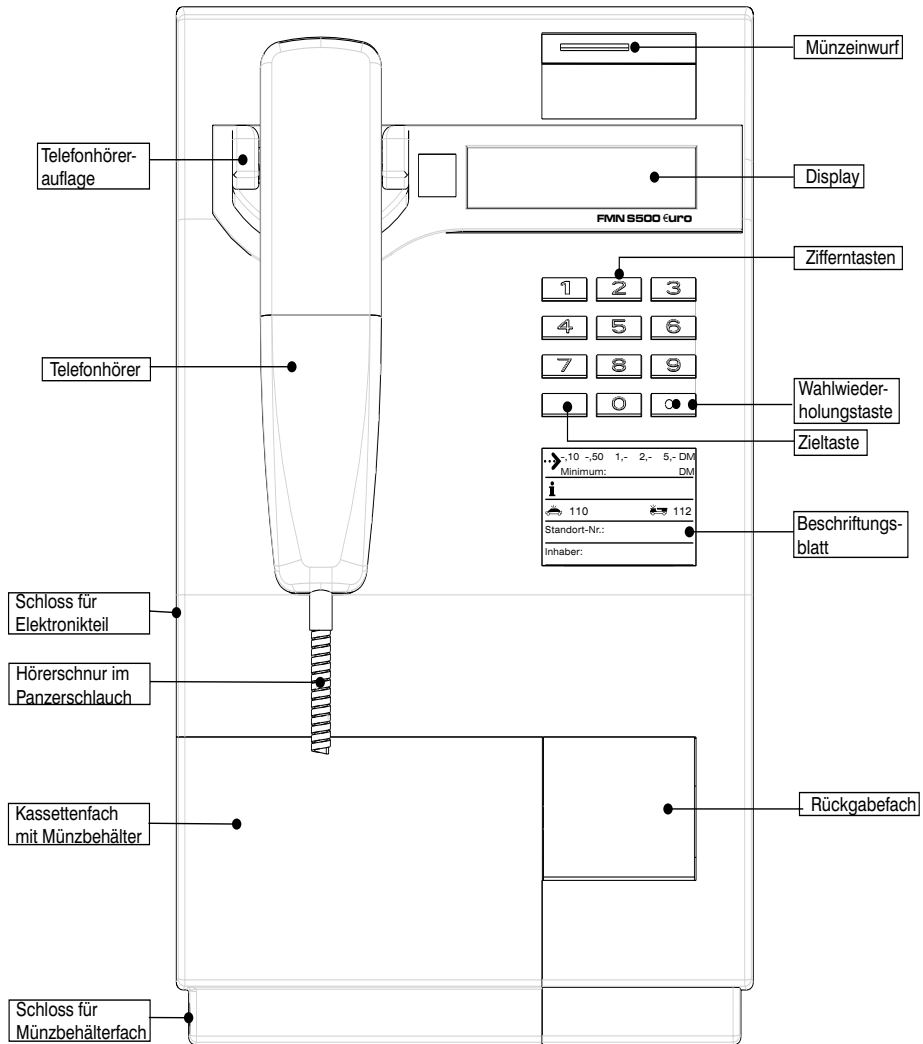 Münzeinwurf
Telefonhörer-
auflage
Display
FMN S500 €uro
Zifferntasten
1 2 3
4 5 6
7 8 9
0
Telefonhörer
Wahlwieder-
holungstaste
Zieltaste
-,10 -,50 1,- 2,- 5,- DM
Minimum: DM
i
110 112
Standort-Nr.:
Inhaber:
Beschriftungs-
blatt
Schloss für
Elektronikteil
Hörerschnur im
Panzerschlauch
Kassettenfach
mit Münzbehälter
Rückgabefach
Schloss für
Münzbehälterfach